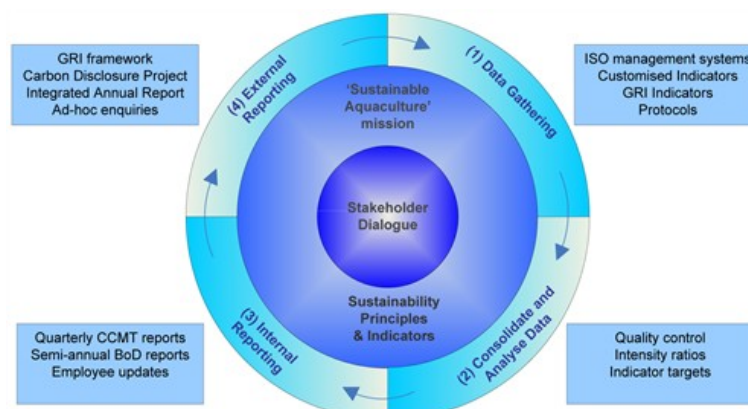 GRI framework
Carbon Disclosure Project
Integrated Annual Report
Ad-hoc enquiries
(4) External
Reporting
'Sustainable
Aquaculture'
mission
(1) Data Gathering
ISO management systems
Customised Indicators
GRI Indicators
Protocols
Stakeholder
Dialogue
Quarterly CCMT reports
Semi-annual BoD reports
Employee updates
(3) Internal
Reporting
Sustainability
Principles
& Indicators
(2) Consolidate and
Analyse Data
Quality control
Intensity ratios
Indicator targets